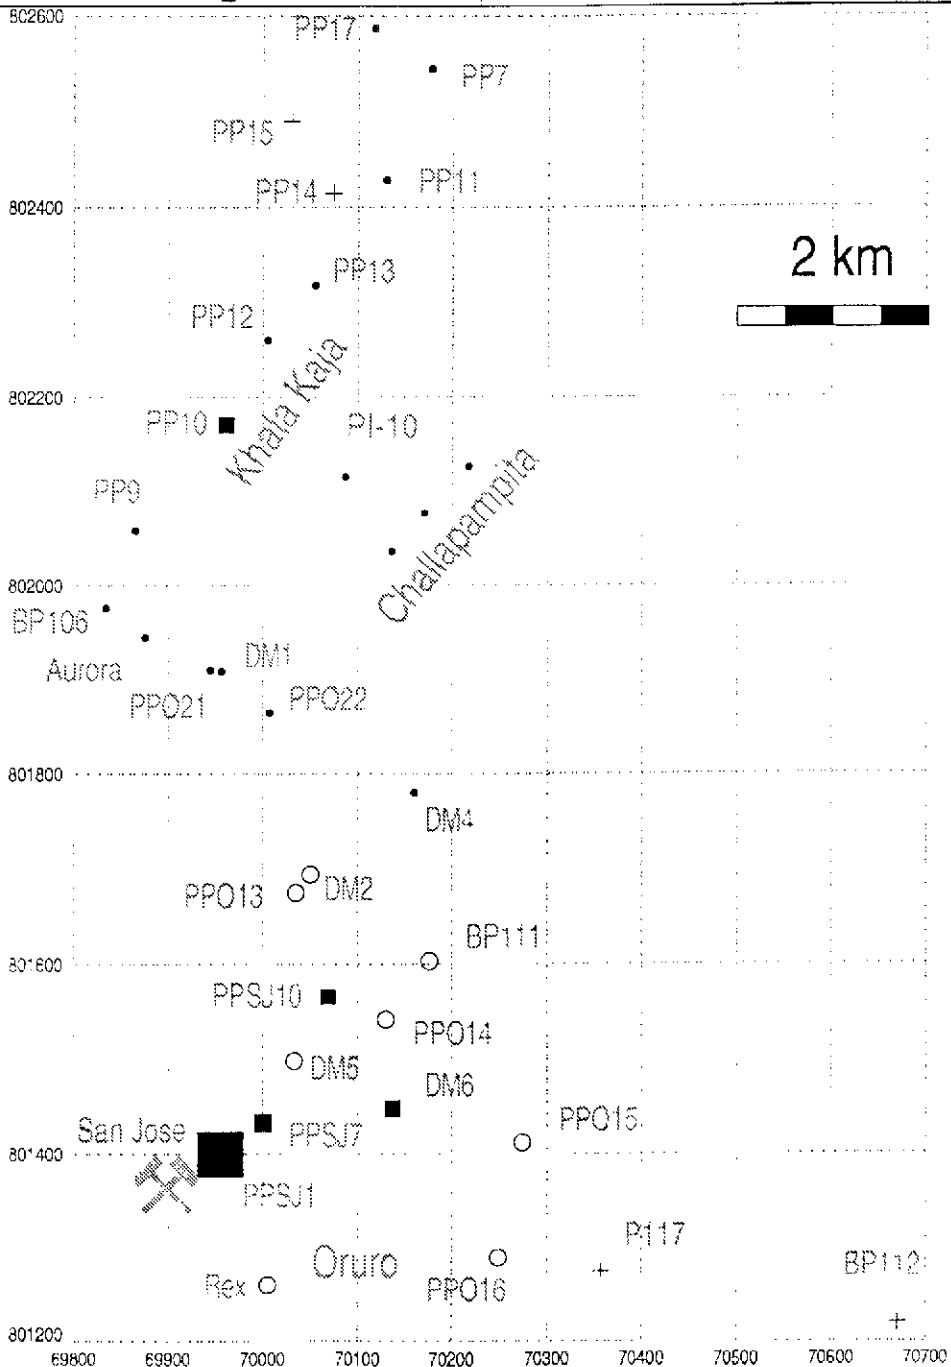 802600
PP17
PP7
PP15
PP14
PP11
802400
2 km
PP13
PP12
802200
Khala Kaja
PP10
PI-10
PP9
Challapampita
802000
BP106
Aurora
DM1
PPO21
PPO22
801800
DM4
PPO13
DM2
BP111
801600
PPSJ10
PPO14
DM5
DM6
PPO15
San Jose
PPSJ7
801400
PPSJ1
P117
Oruro
BP112
Rex
PPO16
801200
69800 69900 70000 70100 70200 70300 70400 70500 70600 70700